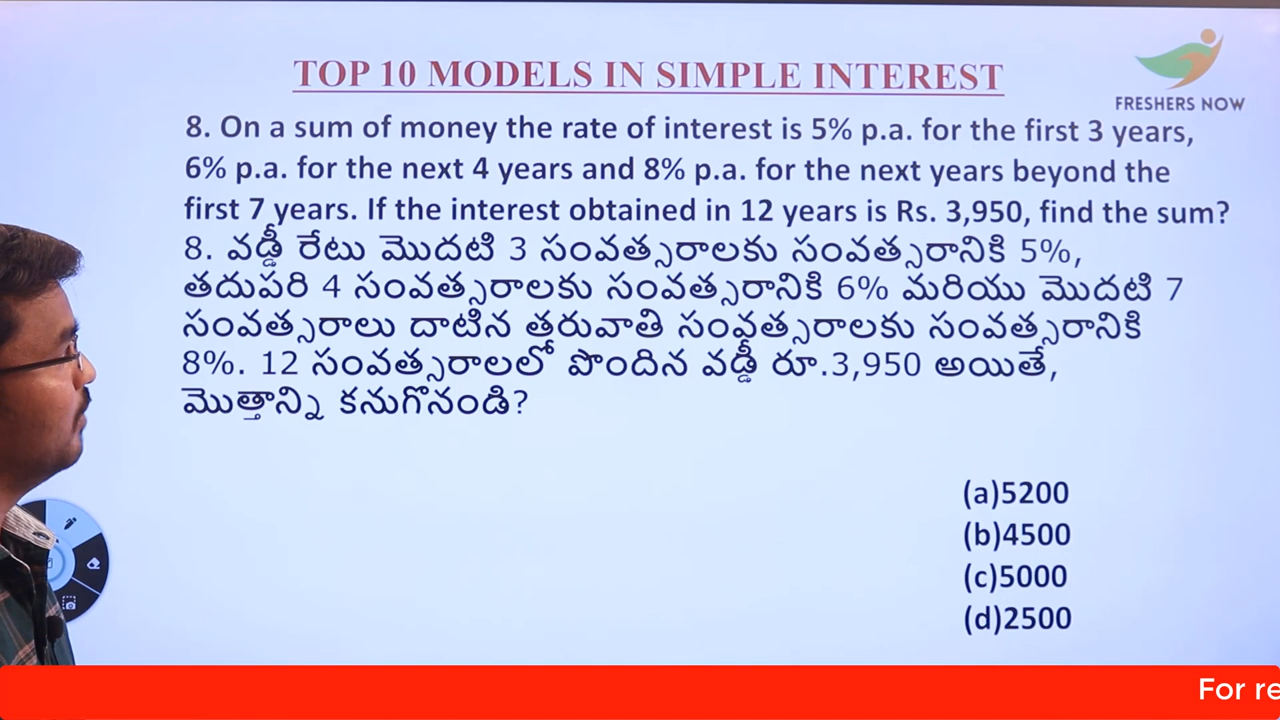 TOP 10 MODELS IN SIMPLE INTEREST
FRESHERS NOW
8. On a sum of money the rate of interest is 5% p.a. for the first 3 years,
6% p.a. for the next 4 years and 8% p.a. for the next years beyond the
first 7 years. If the interest obtained in 12 years is Rs. 3,950, find the sum?
8. వడ్డీ రేటు మొదటి 3 సంవత్సరాలకు సంవత్సరానికి 5%,
తదుపరి 4 సంవత్సరాలకు సంవత్సరానికి 6% మరియు మొదటి 7
సంవత్సరాలు దాటిన తరువాతి సంవత్సరాలకు సంవత్సరానికి
8%. 12 సంవత్సరాలలో పొందిన వడ్డీ రూ.3,950 అయితే,
మొత్తాన్ని కనుగొనండి?
(a)5200
(b)4500
(c)5000
(d)2500
For re